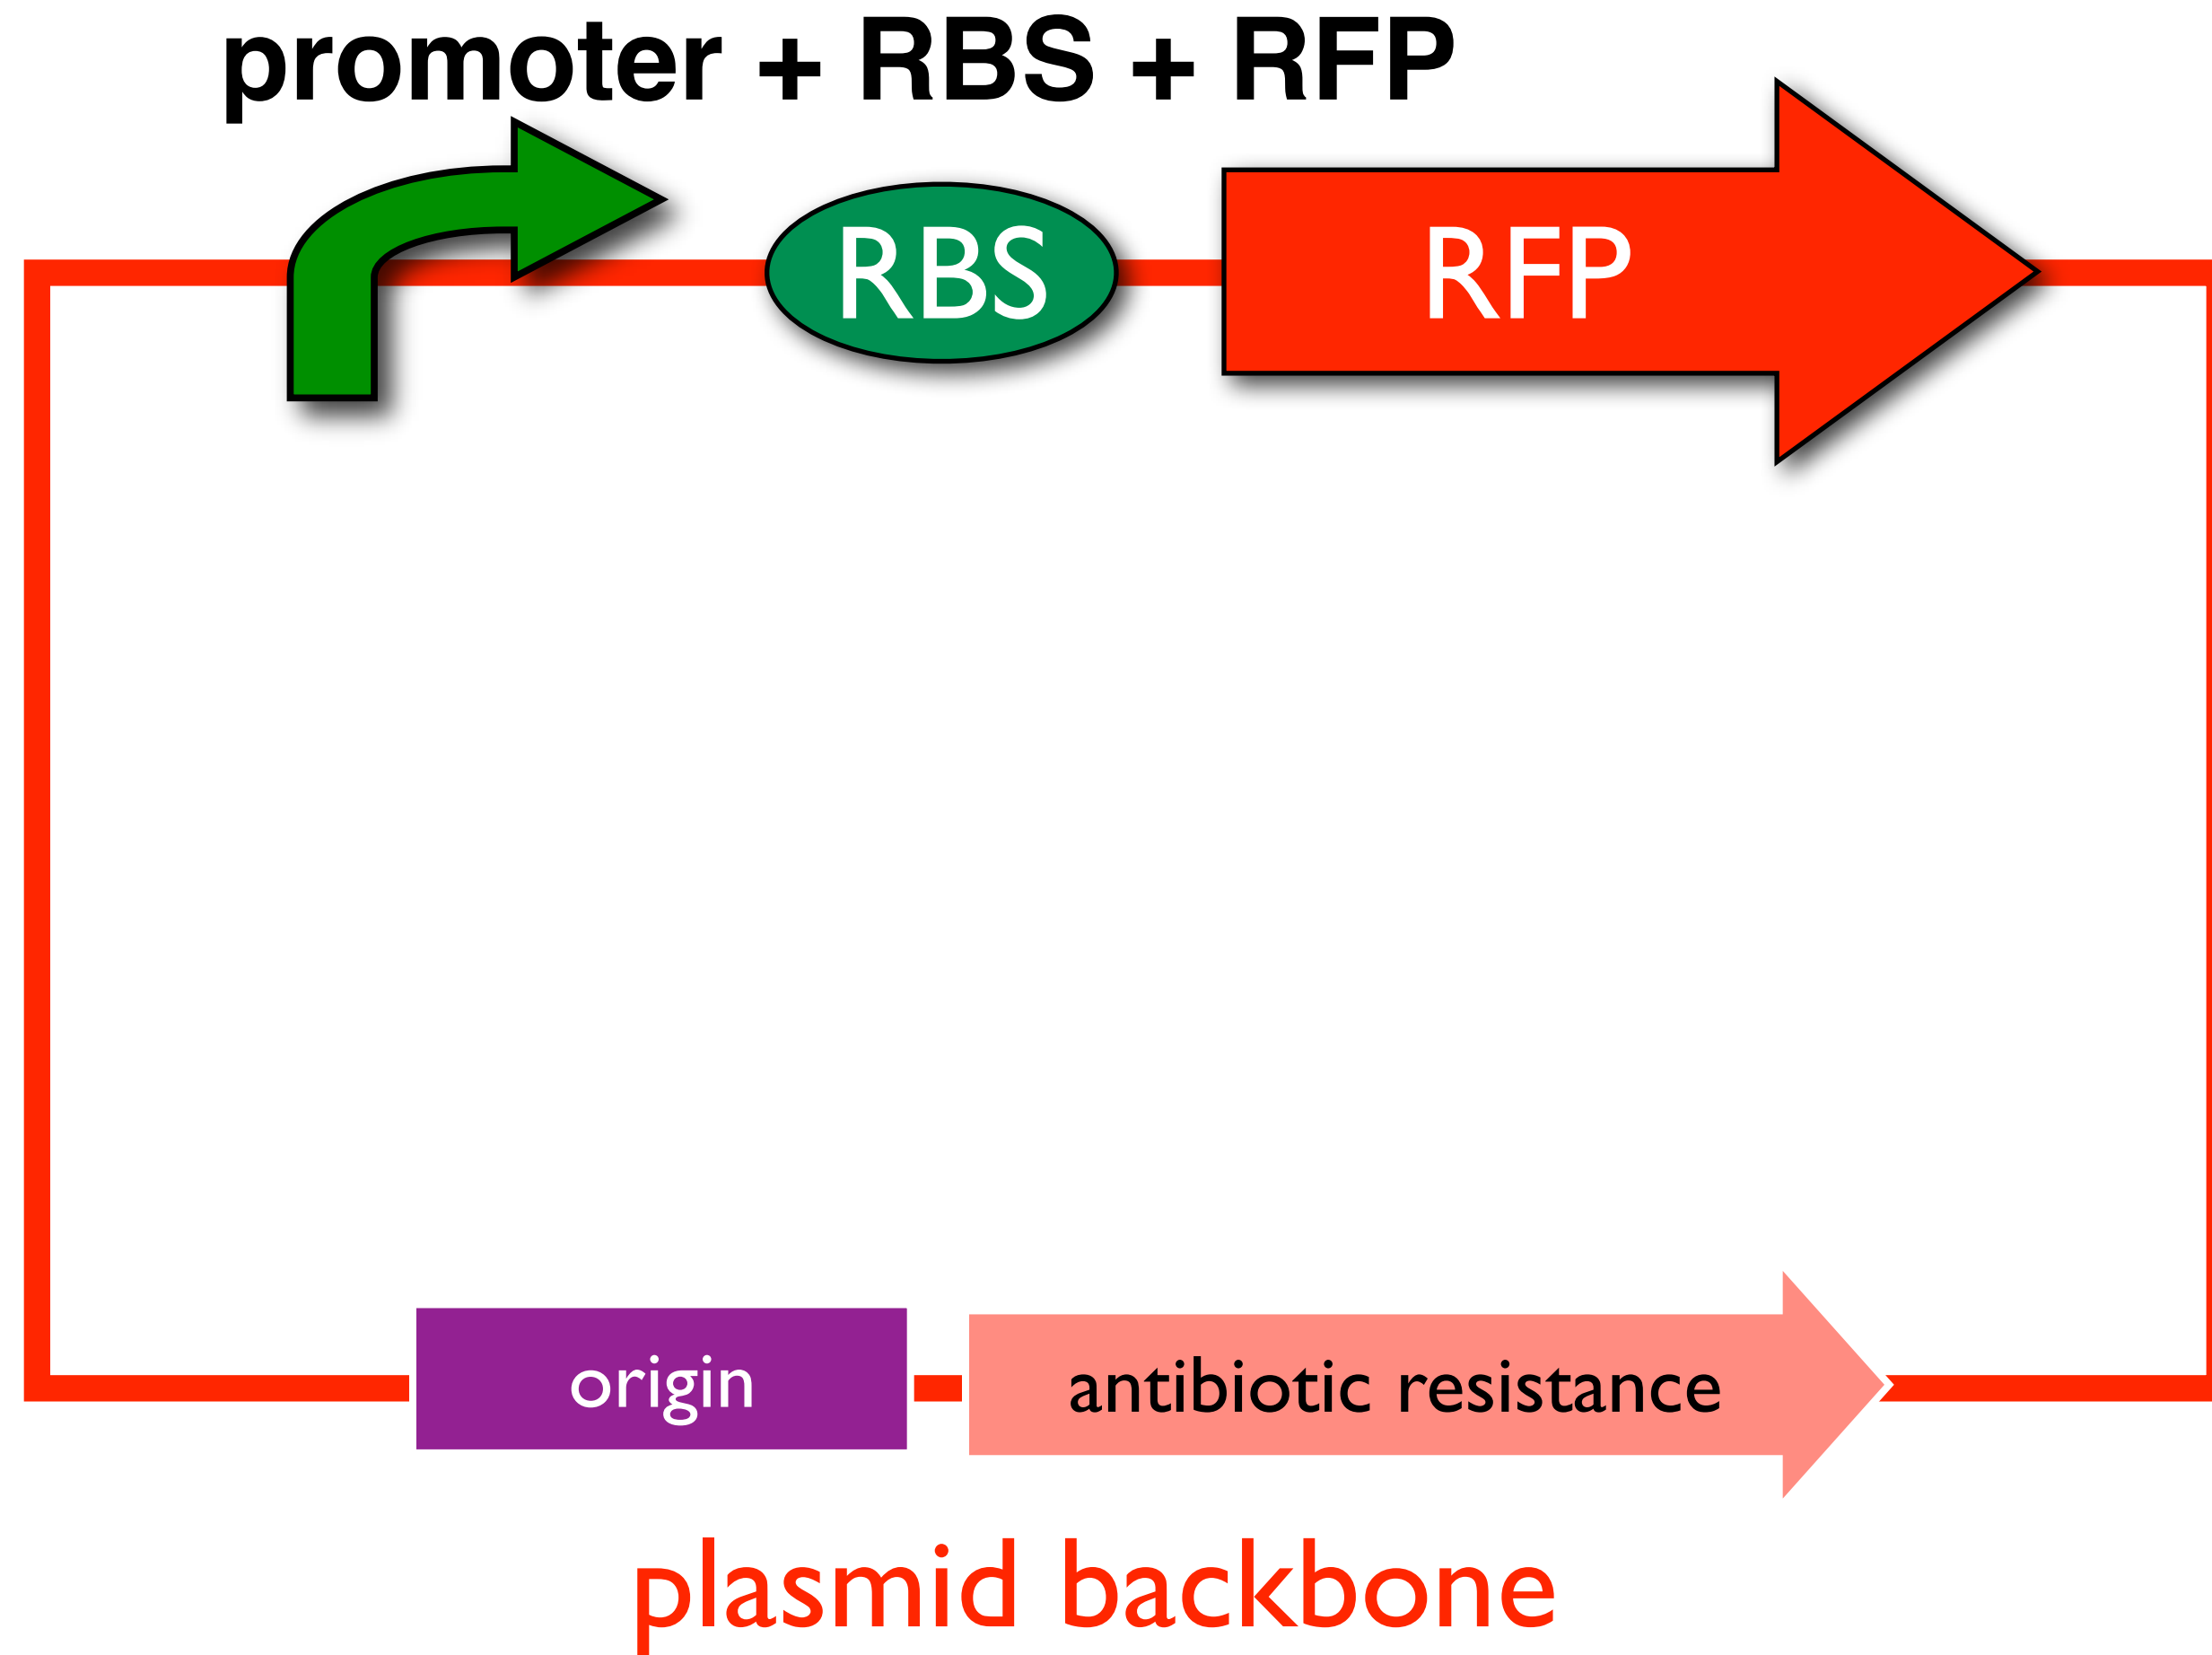 promoter + RBS + RFP
RBS
RFP
origin
antibiotic resistance
plasmid backbone